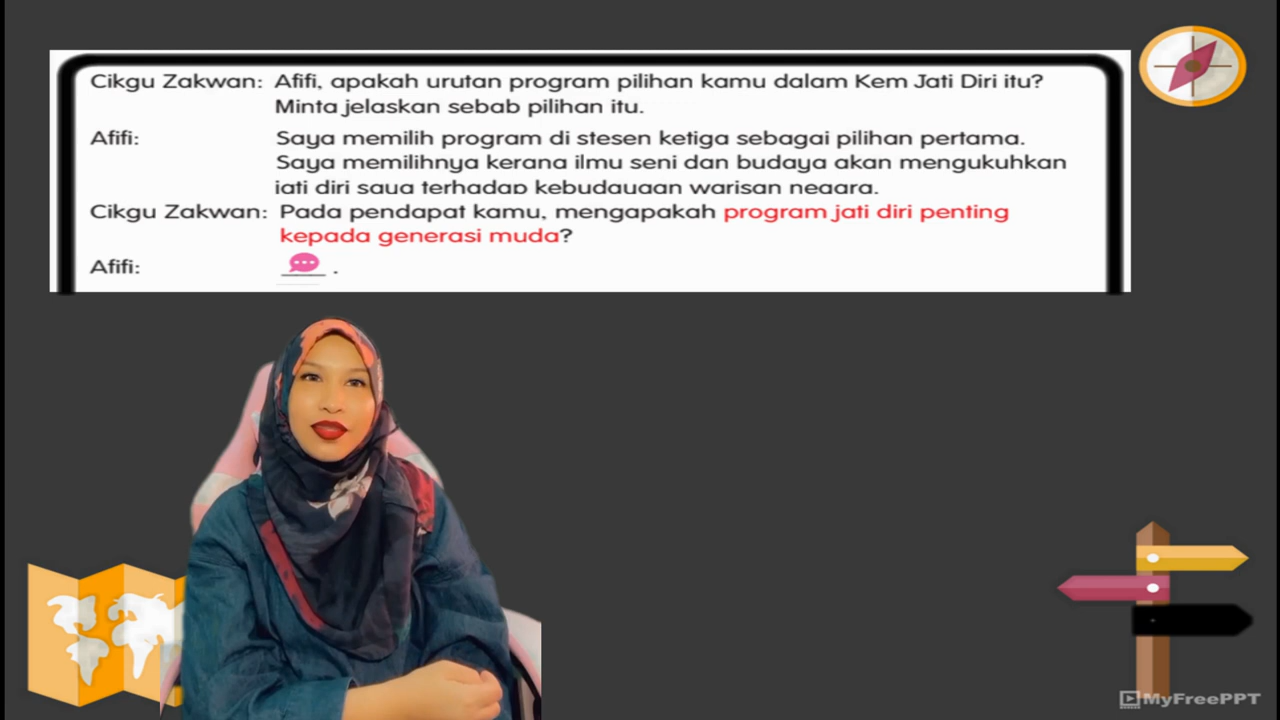 Cikgu Zakwan: Afifi, apakah urutan program pilihan kamu dalam Kem Jati Diri itu?
Minta jelaskan sebab pilihan itu.
Afifi: Saya memilih program di stesen ketiga sebagai pilihan pertama.
Saya memilihnya kerana ilmu seni dan budaya akan mengukuhkan
jati diri saya terhadap kebudayaan warisan negara.
Cikgu Zakwan: Pada pendapat kamu, mengapakah program jati diri penting
kepada generasi muda?
Afifi: ____ .
MyFreePPT